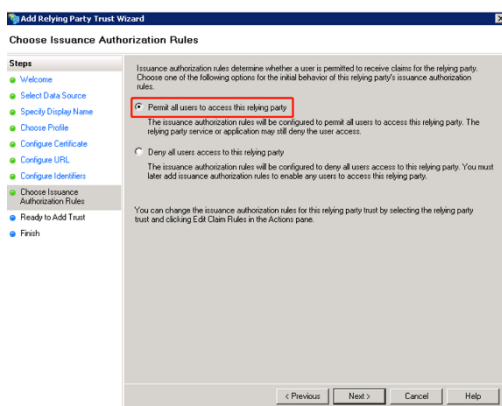 Add Relying Party Trust Wizard
Choose Issuance Authorization Rules
Steps
Welcome
Select Data Source
Specify Display Name
Choose Profile
Configure Certificate
Configure URL
Configure Identifiers
Choose Issuance
Authorization Rules
Ready to Add Trust
Finish
Issuance authorization rules determine whether a user is permitted to receive claims for the relying party.
Choose one of the following options for the initial behavior of this relying party's issuance authorization
rules.
Permit all users to access this relying party
The issuance authorization rules will be configured to permit all users to access this relying party. The
relying party service or application may still deny the user access.
Deny all users access to this relying party
The issuance authorization rules will be configured to deny all users access to this relying party. You must
later add issuance authorization rules to enable any users to access this relying party.
You can change the issuance authorization rules for this relying party trust by selecting the relying party
trust and clicking Edit Claim Rules in the Actions pane.
< Previous
Next >
Cancel
Help